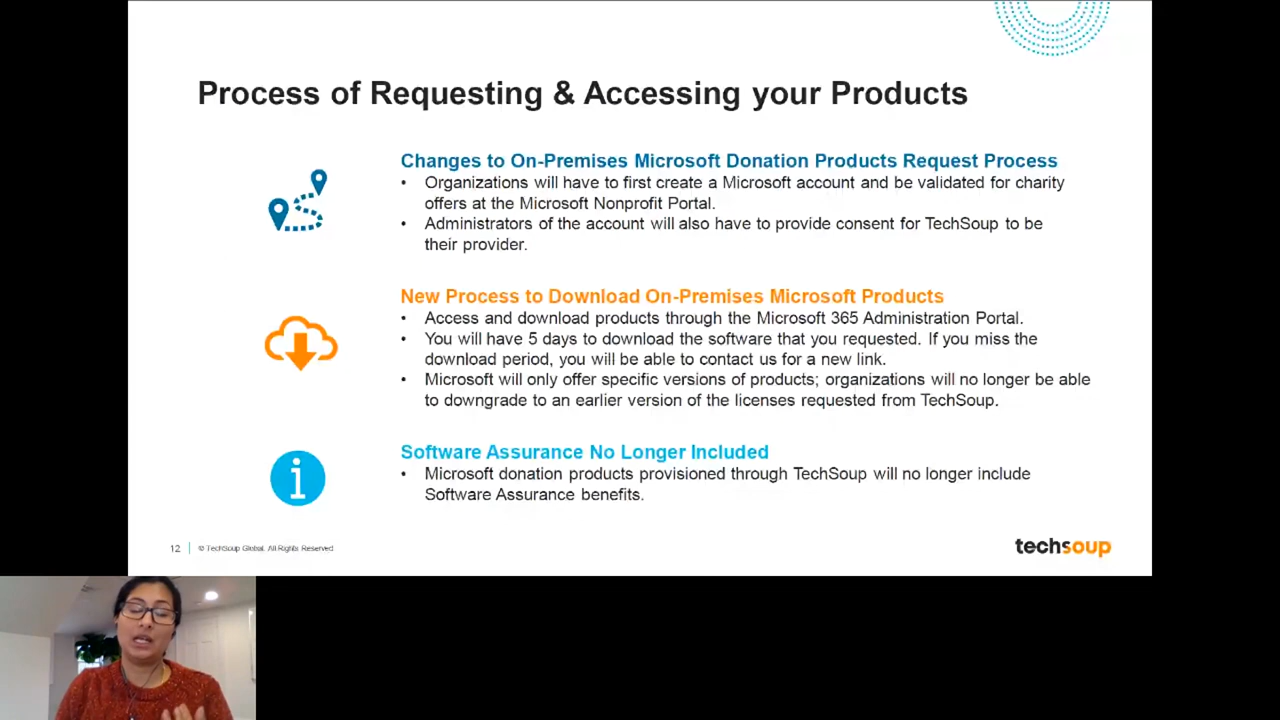 Process of Requesting & Accessing your Products
Changes to On-Premises Microsoft Donation Products Request Process
• Organizations will have to first create a Microsoft account and be validated for charity
offers at the Microsoft Nonprofit Portal.
• Administrators of the account will also have to provide consent for TechSoup to be
their provider.
New Process to Download On-Premises Microsoft Products
• Access and download products through the Microsoft 365 Administration Portal.
• You will have 5 days to download the software that you requested. If you miss the
download period, you will be able to contact us for a new link.
• Microsoft will only offer specific versions of products; organizations will no longer be able
to downgrade to an earlier version of the licenses requested from TechSoup.
Software Assurance No Longer Included
• Microsoft donation products provisioned through TechSoup will no longer include
Software Assurance benefits.
12 | © TechSoup Global. All Rights Reserved
techsoup